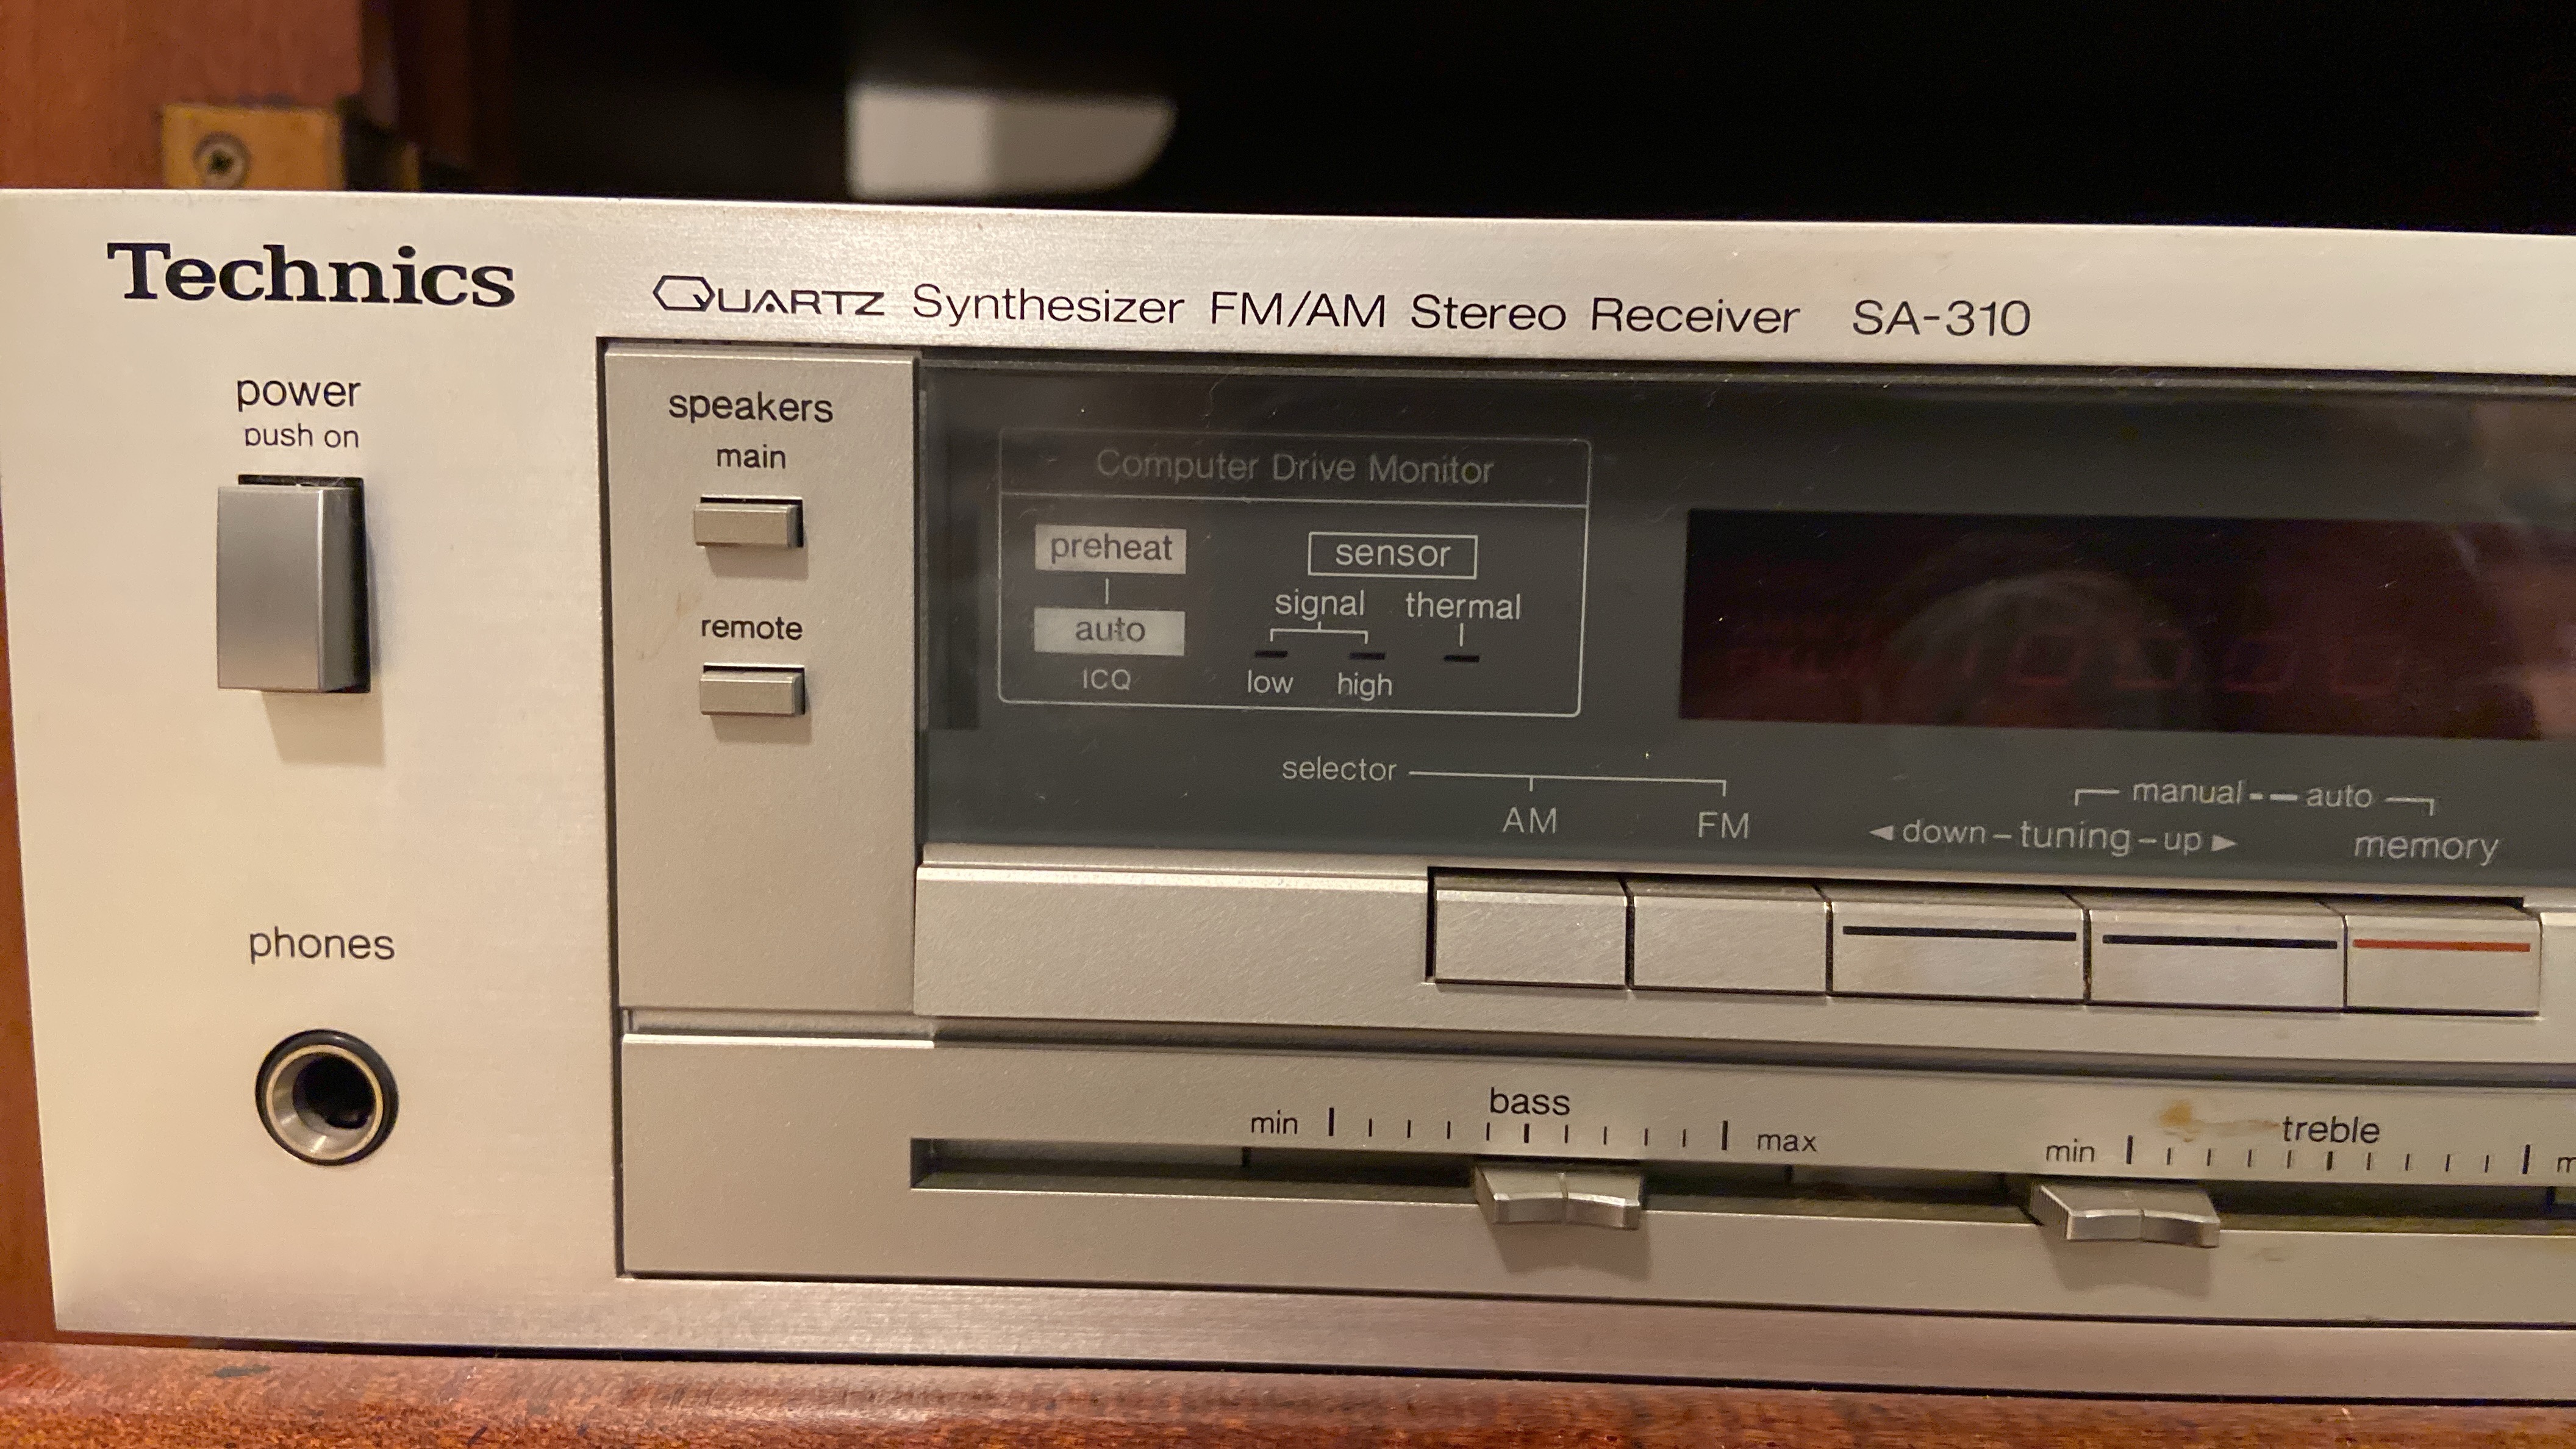 Technics
QUARTZ Synthesizer FM/AM Stereo Receiver SA-310
power
push on
speakers
main
remote
Computer Drive Monitor
preheat
auto
ICQ
sensor
signal thermal
low high
selector
AM FM
manual auto
◄ down - tuning - up ►
memory
phones
bass
min max
treble
min